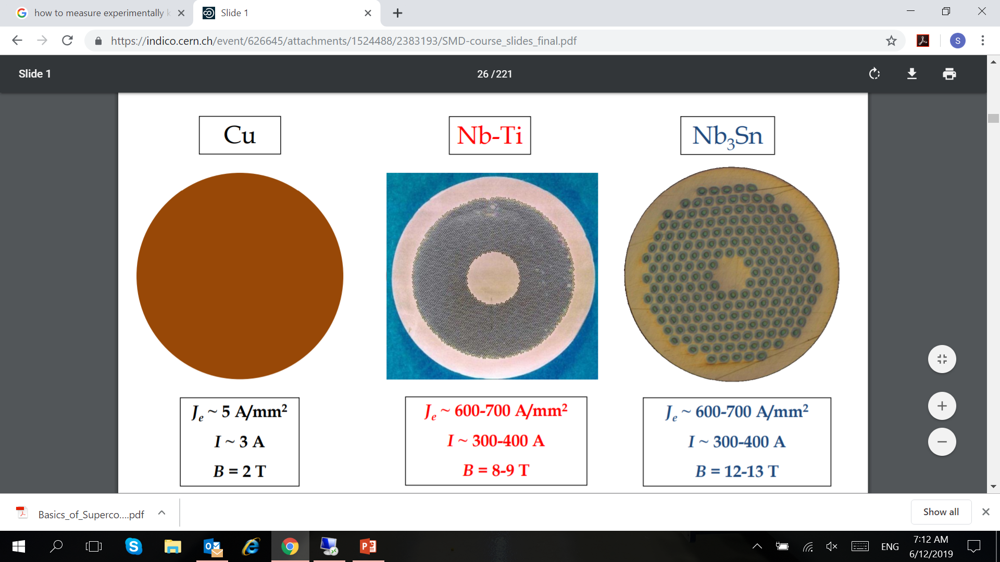 how to measure experimentally k
Slide 1
https://indico.cern.ch/event/626645/attachments/1524488/2383193/SMD-course_slides_final.pdf
S
Slide 1
26 / 221
Cu
Nb-Ti
Nb₃Sn
Jₑ ~ 5 A/mm²
I ~ 3 A
B = 2 T
Jₑ ~ 600-700 A/mm²
I ~ 300-400 A
B = 8-9 T
Jₑ ~ 600-700 A/mm²
I ~ 300-400 A
B = 12-13 T
Basics_of_Superco....pdf
Show all
ENG
7:12 AM
6/12/2019